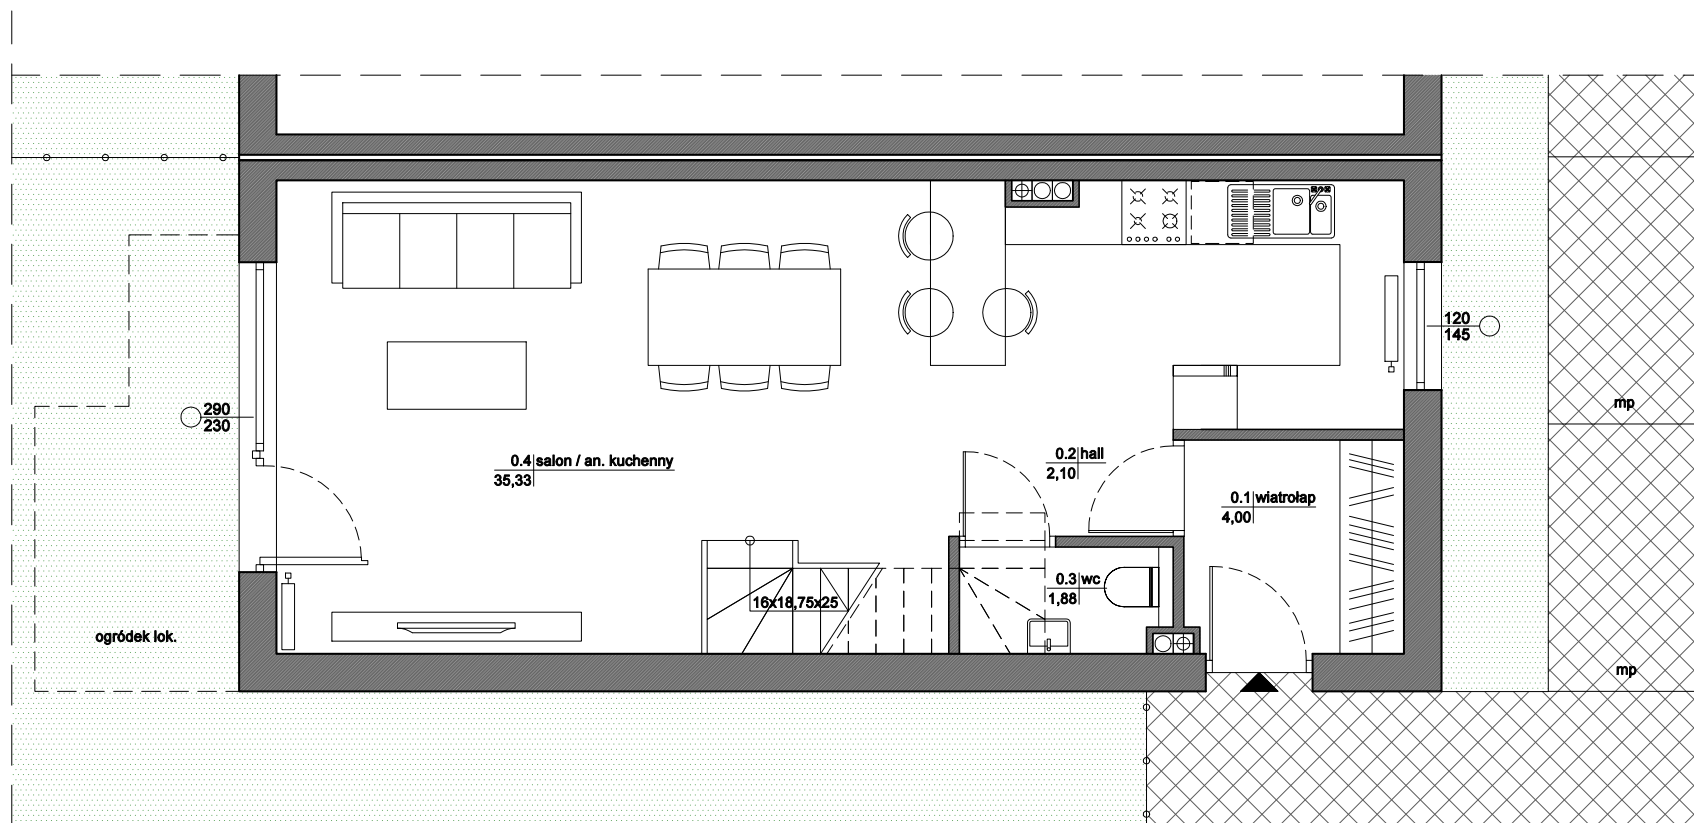 120
145
mp
290
230
0.4 salon / an. kuchenny
35,33
0.2 hall
2,10
0.1 wiatrołap
4,00
0.3 wc
1,88
16x18,75x25
ogródek lok.
mp